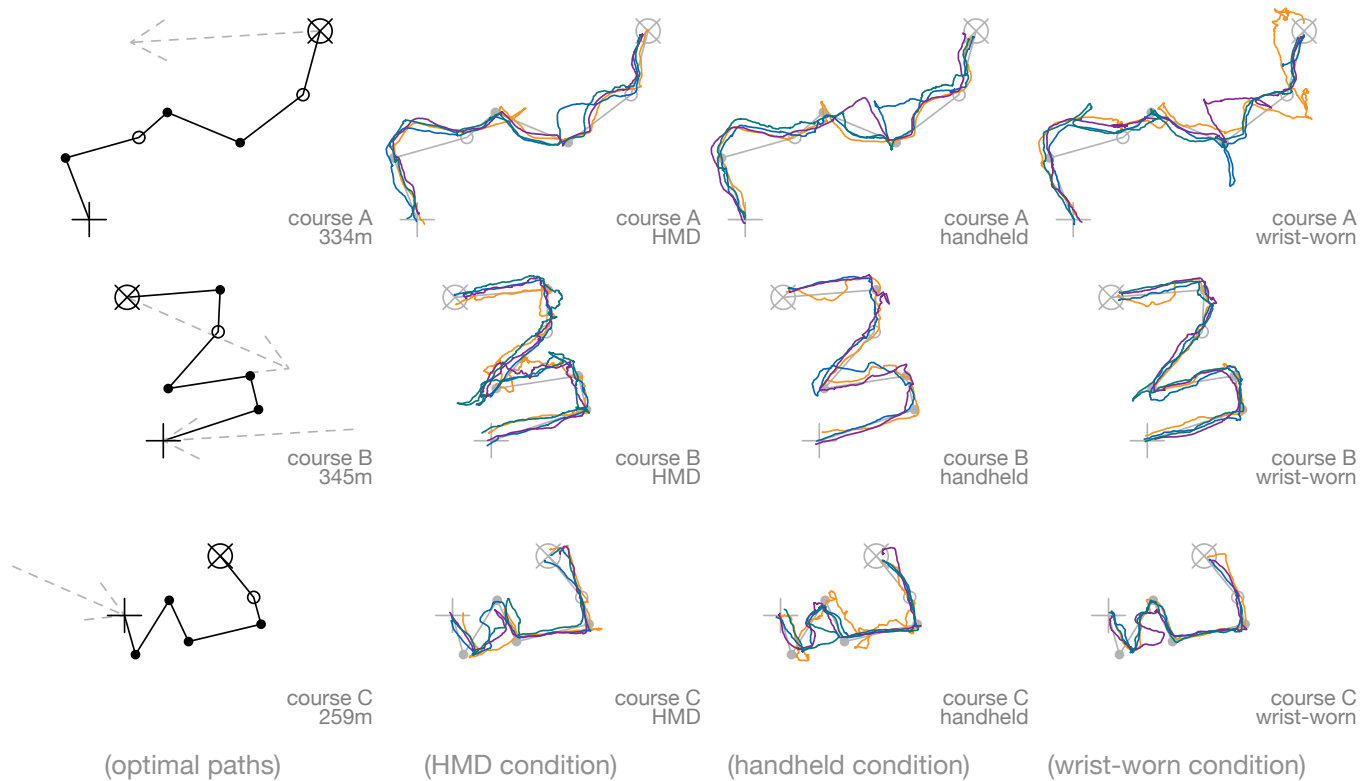 course A
334m
course A
HMD
course A
handheld
course A
wrist-worn
course B
345m
course B
HMD
course B
handheld
course B
wrist-worn
course C
259m
course C
HMD
course C
handheld
course C
wrist-worn
(optimal paths)
(HMD condition)
(handheld condition)
(wrist-worn condition)